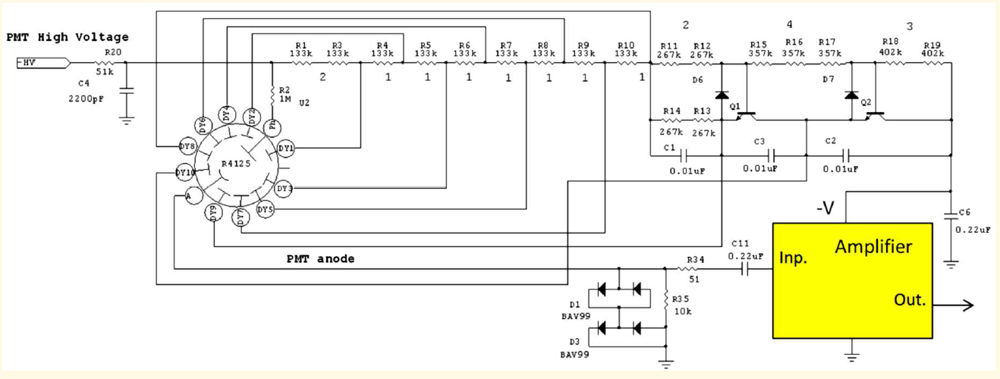 PMT High Voltage
HV
R20
51k
C4
2200pF
R1
133k
R3
133k
R4
133k
R5
133k
R6
133k
R7
133k
R8
133k
R9
133k
R10
133k
2
1
1
1
1
1
1
1
2
4
3
R11
267k
R12
267k
R15
357k
R16
357k
R17
357k
R18
402k
R19
402k
D6
D7
Q1
Q2
R14
267k
R13
267k
C1
0.01uF
C3
0.01uF
C2
0.01uF
R2
1M
U2
DY6
DY4
DY2
Ph
DY8
DY1
R4125
DY10
DY3
A
DY9
DY7
DY5
PMT anode
-V
C6
0.22uF
C11
0.22uF
Amplifier
Inp.
Out.
R34
51
R35
10k
D1
BAV99
D3
BAV99